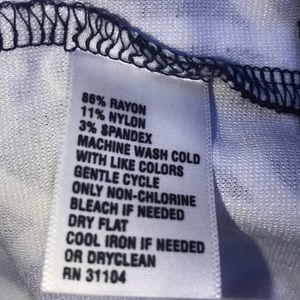 86% RAYON
11% NYLON
3% SPANDEX
MACHINE WASH COLD
WITH LIKE COLORS
GENTLE CYCLE
ONLY NON-CHLORINE
BLEACH IF NEEDED
DRY FLAT
COOL IRON IF NEEDED
OR DRYCLEAN
RN 31104